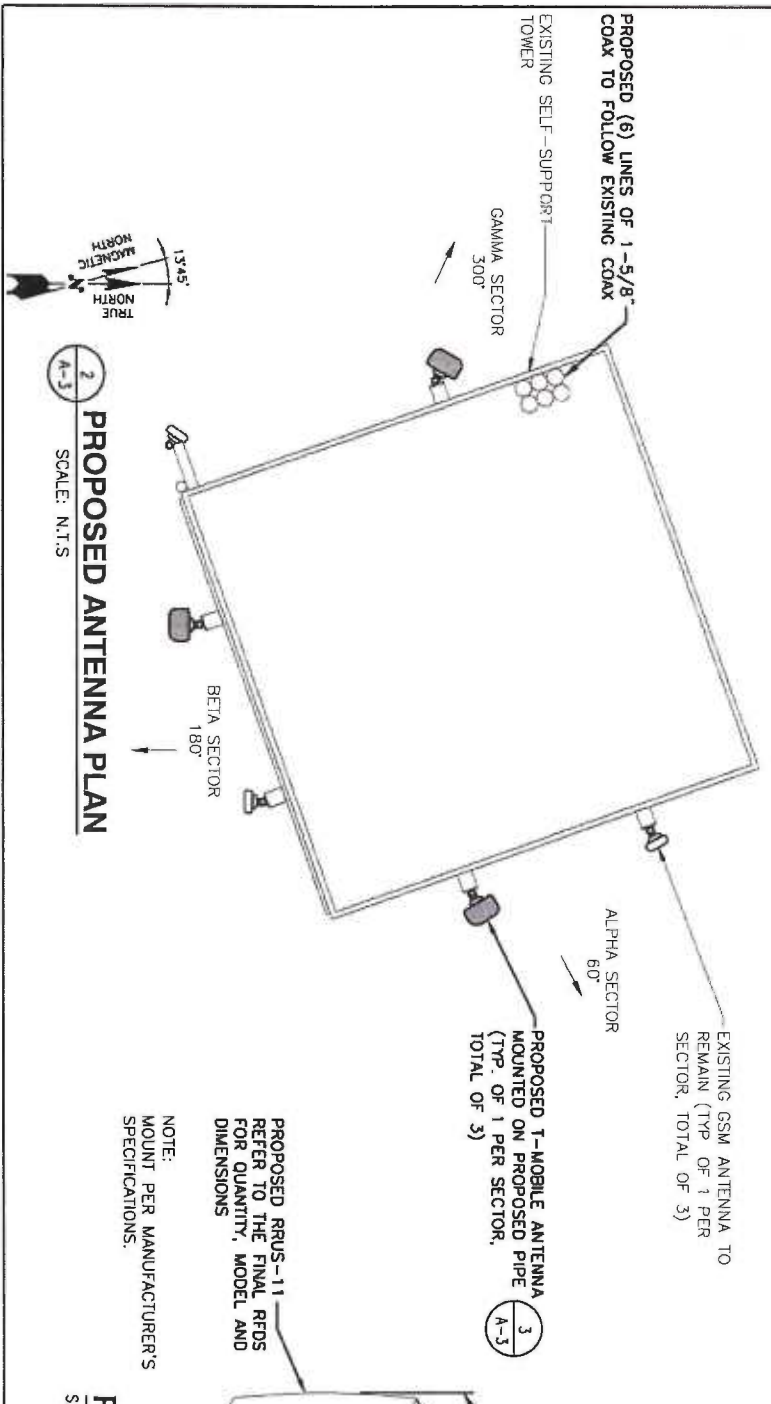 PROPOSED (6) LINES OF 1-5/8"
COAX TO FOLLOW EXISTING COAX
EXISTING SELF-SUPPORT
TOWER
GAMMA SECTOR
300°
EXISTING GSM ANTENNA TO
REMAIN (TYP OF 1 PER
SECTOR, TOTAL OF 3)
ALPHA SECTOR
60°
PROPOSED T-MOBILE ANTENNA
MOUNTED ON PROPOSED PIPE
(TYP. OF 1 PER SECTOR,
TOTAL OF 3)
3
A-3
BETA SECTOR
180°
13°45'
TRUE
NORTH
MAGNETIC
NORTH
N
2
A-3
PROPOSED ANTENNA PLAN
SCALE: N.T.S
PROPOSED RRUS-11
REFER TO THE FINAL RFDS
FOR QUANTITY, MODEL AND
DIMENSIONS
NOTE:
MOUNT PER MANUFACTURER'S
SPECIFICATIONS.